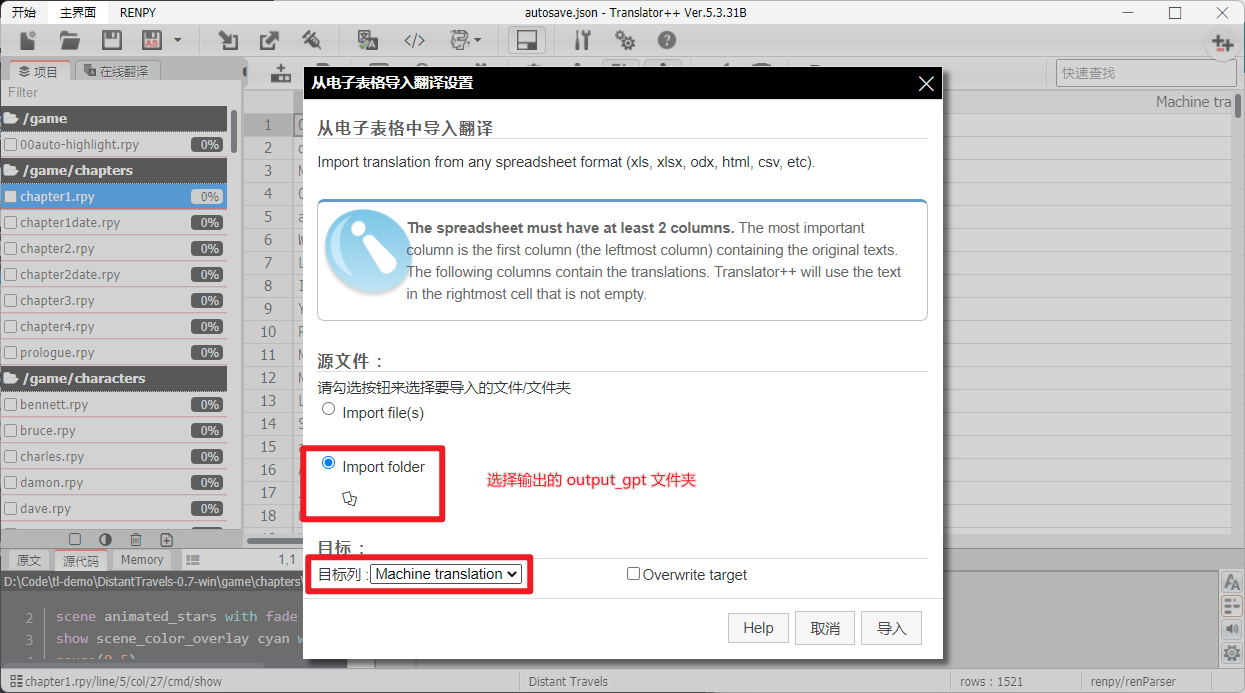 开始 主界面 RENPY autosave.json - Translator++ Ver.5.3.31B
项目 在线翻译 快速查找
Filter
Machine tra
/game
00auto-highlight.rpy 0%
/game/chapters
chapter1.rpy 0%
chapter1date.rpy 0%
chapter2.rpy 0%
chapter2date.rpy 0%
chapter3.rpy 0%
chapter4.rpy 0%
prologue.rpy 0%
/game/characters
bennett.rpy 0%
bruce.rpy 0%
charles.rpy 0%
damon.rpy 0%
dave.rpy 0%
1
2
3
4
5
6
7
8
9
10
11
12
13
14
15
16
17
18
从电子表格导入翻译设置
从电子表格中导入翻译
Import translation from any spreadsheet format (xls, xlsx, odx, html, csv, etc).
The spreadsheet must have at least 2 columns. The most important
column is the first column (the leftmost column) containing the original texts.
The following columns contain the translations. Translator++ will use the text
in the rightmost cell that is not empty.
源文件：
请勾选按钮来选择要导入的文件/文件夹
Import file(s)
Import folder
选择输出的 output_gpt 文件夹
目标：
目标列 : Machine translation Overwrite target
Help 取消 导入
原文 源代码 Memory 1,1
D:\Code\tl-demo\DistantTravels-0.7-win\game\chapters\
2 scene animated_stars with fade
3 show scene_color_overlay cyan w
chapter1.rpy/line/5/col/27/cmd/show Distant Travels rows : 1521 renpy/renParser